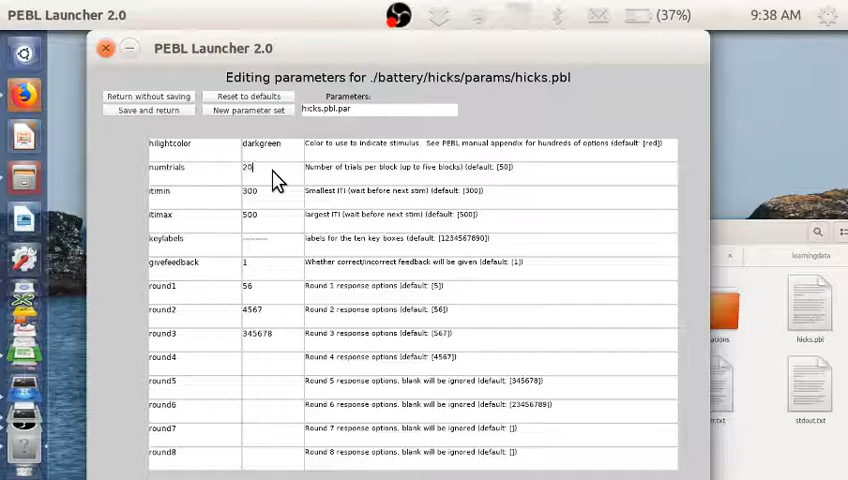 PEBL Launcher 2.0
(37%)
9:38 AM
PEBL Launcher 2.0
Editing parameters for ./battery/hicks/params/hicks.pbl
Return without saving
Reset to defaults
Parameters:
Save and return
New parameter set
hicks.pbl.par
hilightcolor darkgreen Color to use to indicate stimulus. See PEBL manual appendix for hundreds of options (default: [red])
numtrials 20 Number of trials per block (up to five blocks) (default: [50])
itimin 300 Smallest ITI (wait before next stim) (default: [300])
itimax 500 largest ITI (wait before next stim) (default: [500])
keylabels labels for the ten key boxes (default: [1234567890])
givefeedback 1 Whether correct/incorrect feedback will be given (default: [1])
round1 56 Round 1 response options (default: [5])
round2 4567 Round 2 response options (default: [56])
round3 345678 Round 3 response options (default: [567])
round4 Round 4 response options (default: [4567])
round5 Round 5 response options, blank will be ignored (default: [345678])
round6 Round 6 response options, blank will be ignored (default: [23456789])
round7 Round 7 response options, blank will be ignored (default: [])
round8 Round 8 response options, blank will be ignored (default: [])
learningdata
ations
hicks.pbl
rr.txt
stdout.txt